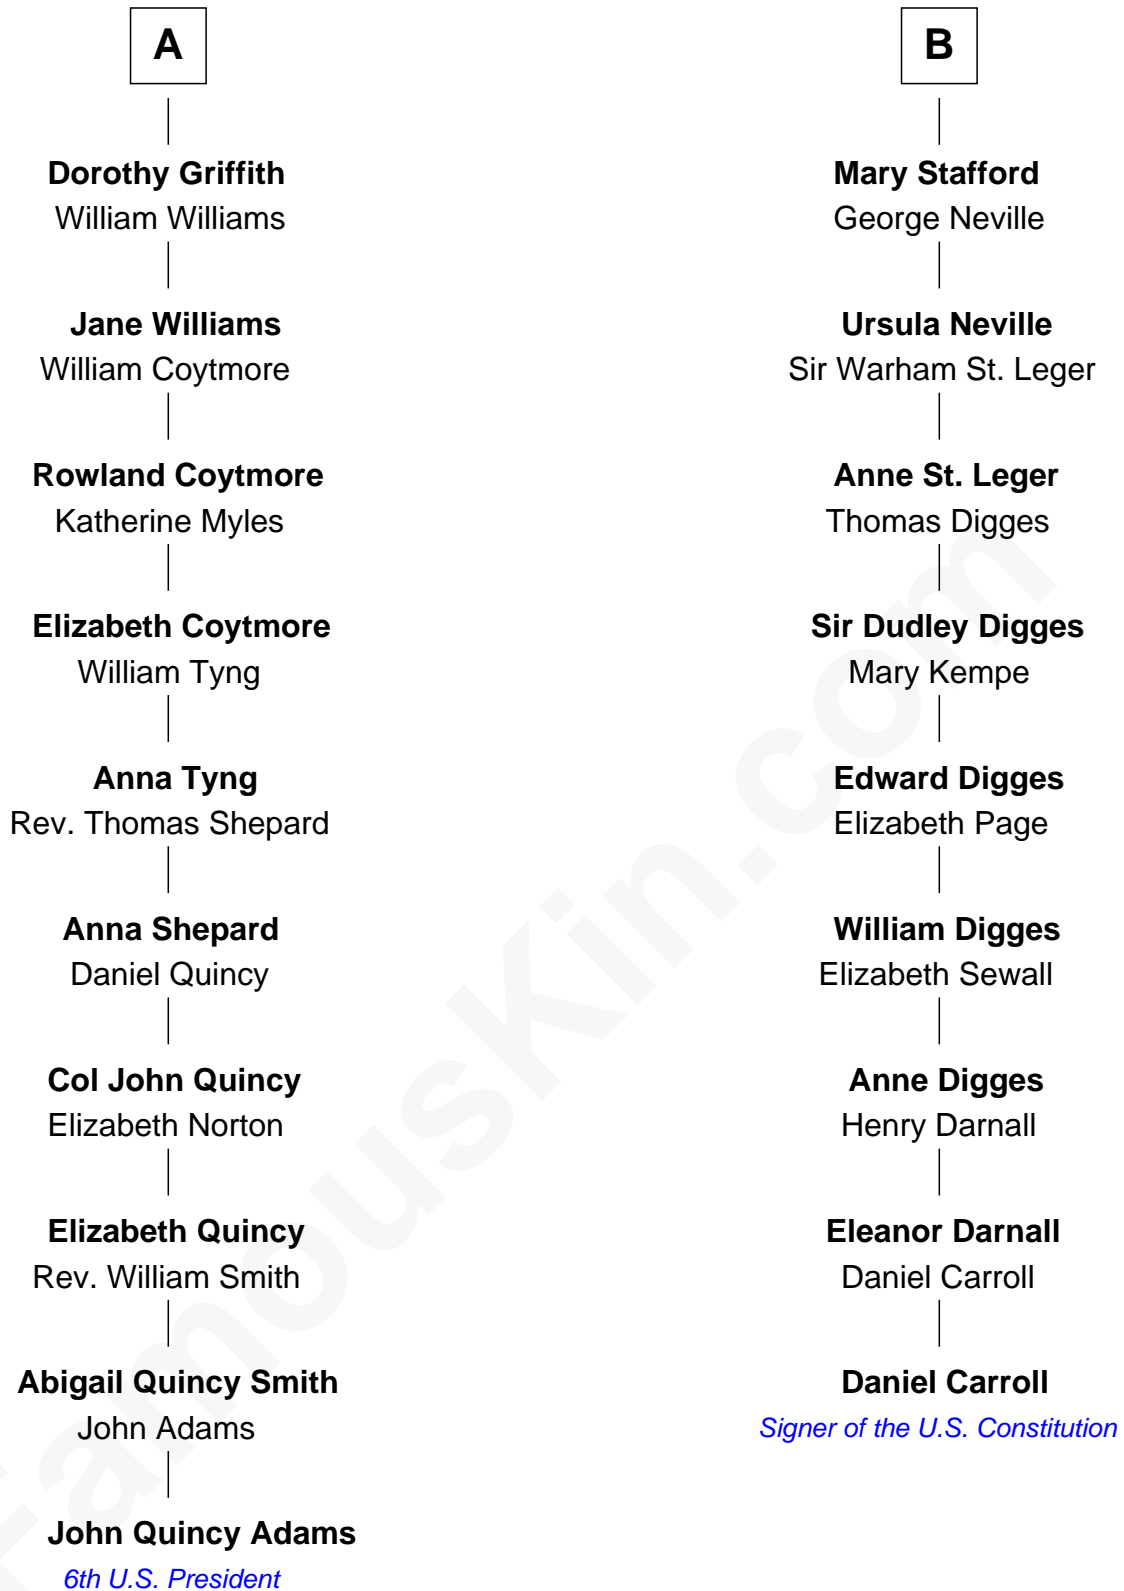 A
Dorothy Griffith
William Williams
Jane Williams
William Coytmore
Rowland Coytmore
Katherine Myles
Elizabeth Coytmore
William Tyng
Anna Tyng
Rev. Thomas Shepard
Anna Shepard
Daniel Quincy
Col John Quincy
Elizabeth Norton
Elizabeth Quincy
Rev. William Smith
Abigail Quincy Smith
John Adams
John Quincy Adams
6th U.S. President
B
Mary Stafford
George Neville
Ursula Neville
Sir Warham St. Leger
Anne St. Leger
Thomas Digges
Sir Dudley Digges
Mary Kempe
Edward Digges
Elizabeth Page
William Digges
Elizabeth Sewall
Anne Digges
Henry Darnall
Eleanor Darnall
Daniel Carroll
Daniel Carroll
Signer of the U.S. Constitution
FamousKin.com